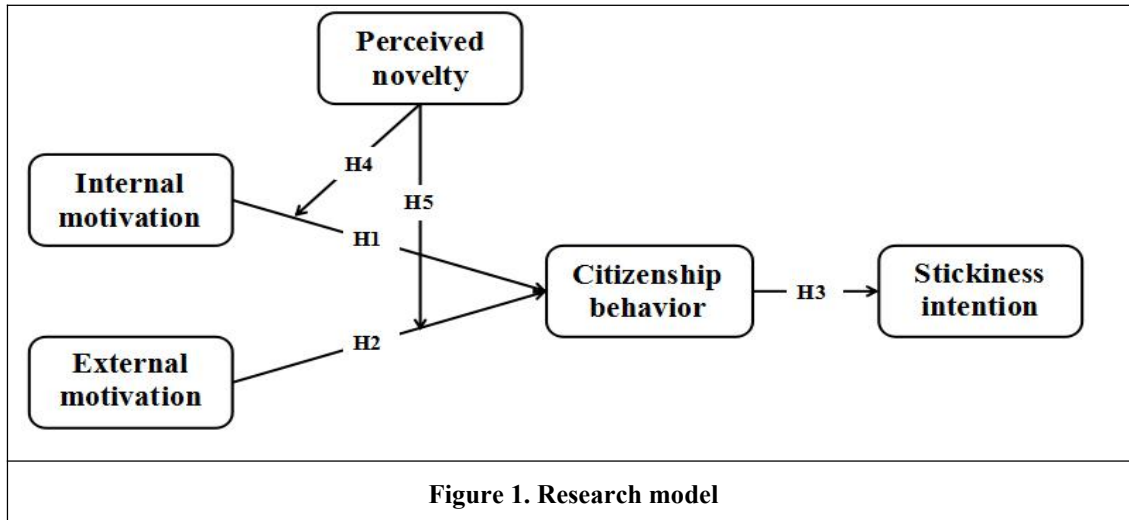 Perceived
novelty
H4
Internal
motivation
H5
H1
Citizenship
behavior
H3
Stickiness
intention
H2
External
motivation
Figure 1. Research model